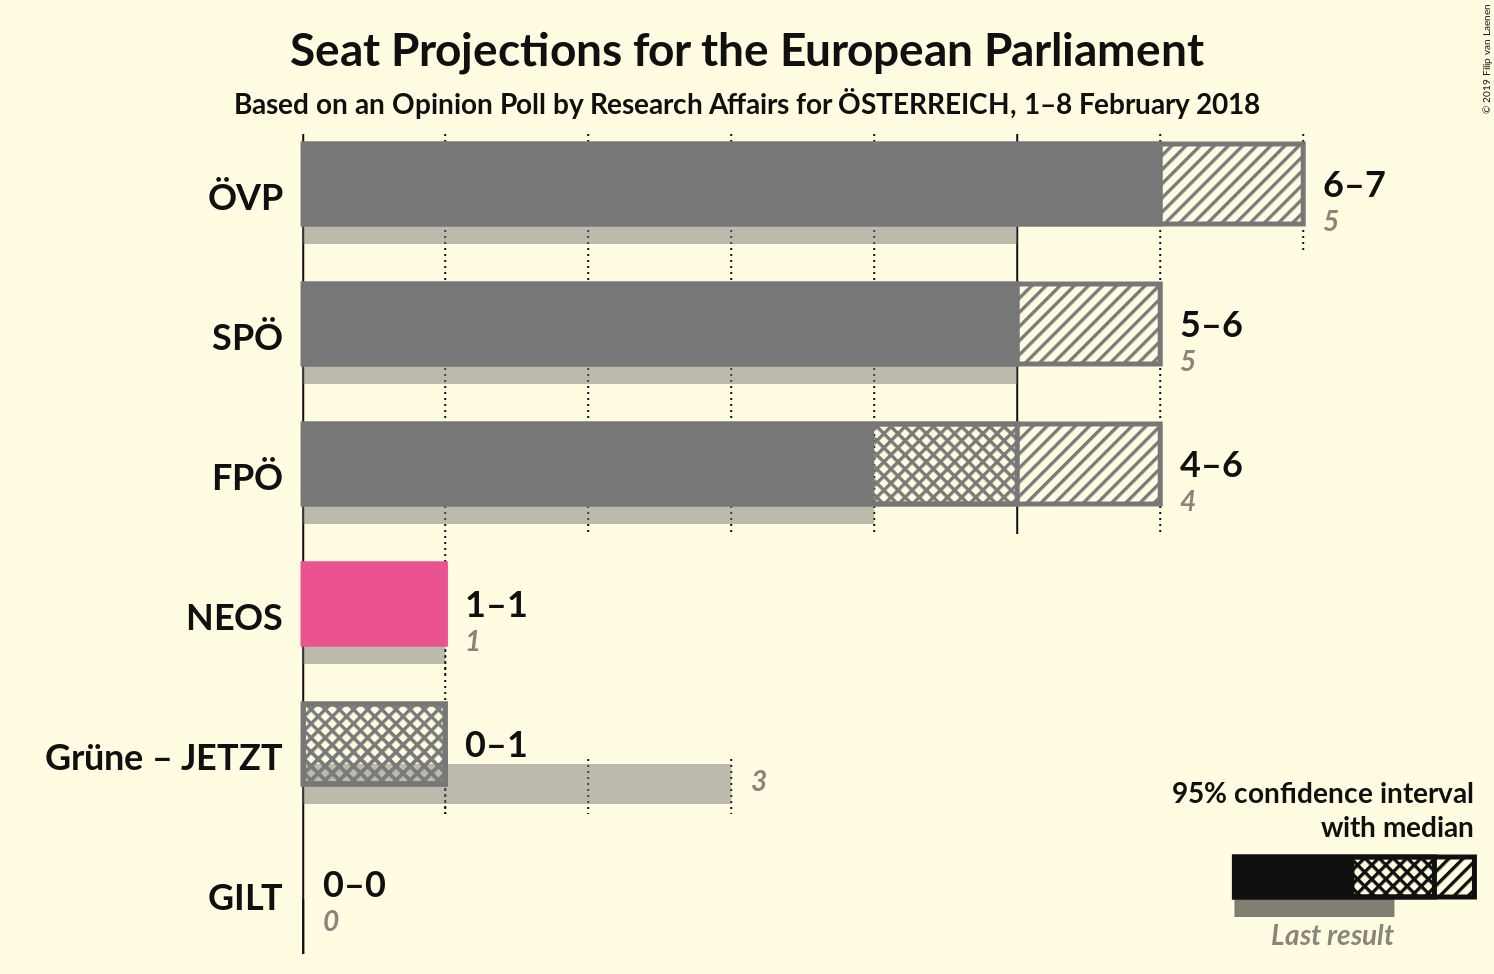 Seat Projections for the European Parliament
Based on an Opinion Poll by Research Affairs for ÖSTERREICH, 1–8 February 2018
© 2019 Filip van Laenen
ÖVP
6–7
5
SPÖ
5–6
5
FPÖ
4–6
4
NEOS
1–1
1
Grüne – JETZT
0–1
3
GILT
0–0
0
95% confidence interval
with median
Last result